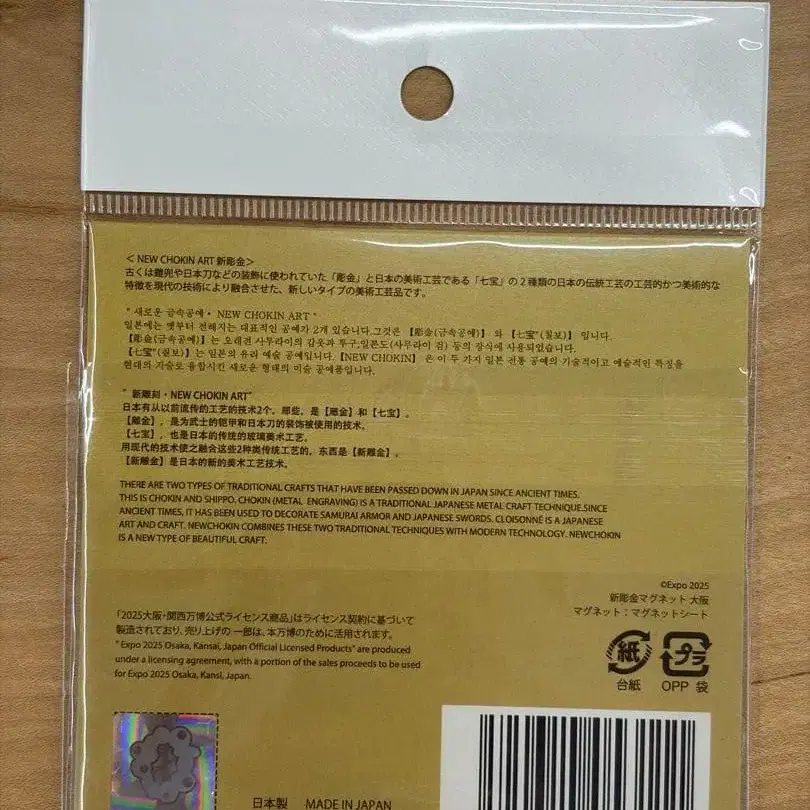 ＜NEW CHOKIN ART 新彫金＞
古くは鎧兜や日本刀などの装飾に使われていた「彫金」と日本の美術工芸である「七宝」の２種類の日本の伝統工芸の工芸的かつ美術的な
特徴を現代の技術により融合させた、新しいタイプの美術工芸品です。
" 새로운 금속공예・NEW CHOKIN ART "
일본에는 옛부터 전해지는 대표적인 공예가 2개 있습니다.그것은 【彫金(금속공예)】 와 【七宝"(칠보)】 입니다.
【彫金(금속공예)】 는 오래전 사무라이의 갑옷과 투구,일본도(사무라이 검) 등의 장식에 사용되었습니다.
【七宝"(칠보)】 는 일본의 유라 예술 공예입니다.【NEW CHOKIN】 은 이 두 가지 일본 전통 공예의 기술적이고 예술적인 특징을
현대의 기술로 융합시킨 새로운 형태의 미술 공예품입니다.
" 新雕刻・NEW CHOKIN ART"
日本有从以前流传的工艺的技术2个，那些，是【雕金】和【七宝】。
【雕金】，是为武士的铠甲和日本刀的装饰被使用的技术。
【七宝】，也是日本的传统的玻璃美术工艺。
用现代的技术使之融合这些2种类传统工艺的，东西是【新雕金】。
【新雕金】是日本的新的美术工艺技术。
THERE ARE TWO TYPES OF TRADITIONAL CRAFTS THAT HAVE BEEN PASSED DOWN IN JAPAN SINCE ANCIENT TIMES.
THIS IS CHOKIN AND SHIPPO. CHOKIN (METAL ENGRAVING) IS A TRADITIONAL JAPANESE METAL CRAFT TECHNIQUE.SINCE
ANCIENT TIMES, IT HAS BEEN USED TO DECORATE SAMURAI ARMOR AND JAPANESE SWORDS. CLOISONNÉ IS A JAPANESE
ART AND CRAFT. NEWCHOKIN COMBINES THESE TWO TRADITIONAL TECHNIQUES WITH MODERN TECHNOLOGY. NEWCHOKIN
IS A NEW TYPE OF BEAUTIFUL CRAFT.
©Expo 2025
新彫金マグネット 大阪
マグネット：マグネットシート
「2025大阪・関西万博公式ライセンス商品」はライセンス契約に基づいて
製造されており、売り上げの 一部は、本万博のために活用されます。
" Expo 2025 Osaka, Kansai, Japan Official Licensed Products" are produced
under a licensing agreement, with a portion of the sales proceeds to be used
for Expo 2025 Osaka, Kansi, Japan.
紙 プラ
台紙 OPP 袋
日本製 MADE IN JAPAN